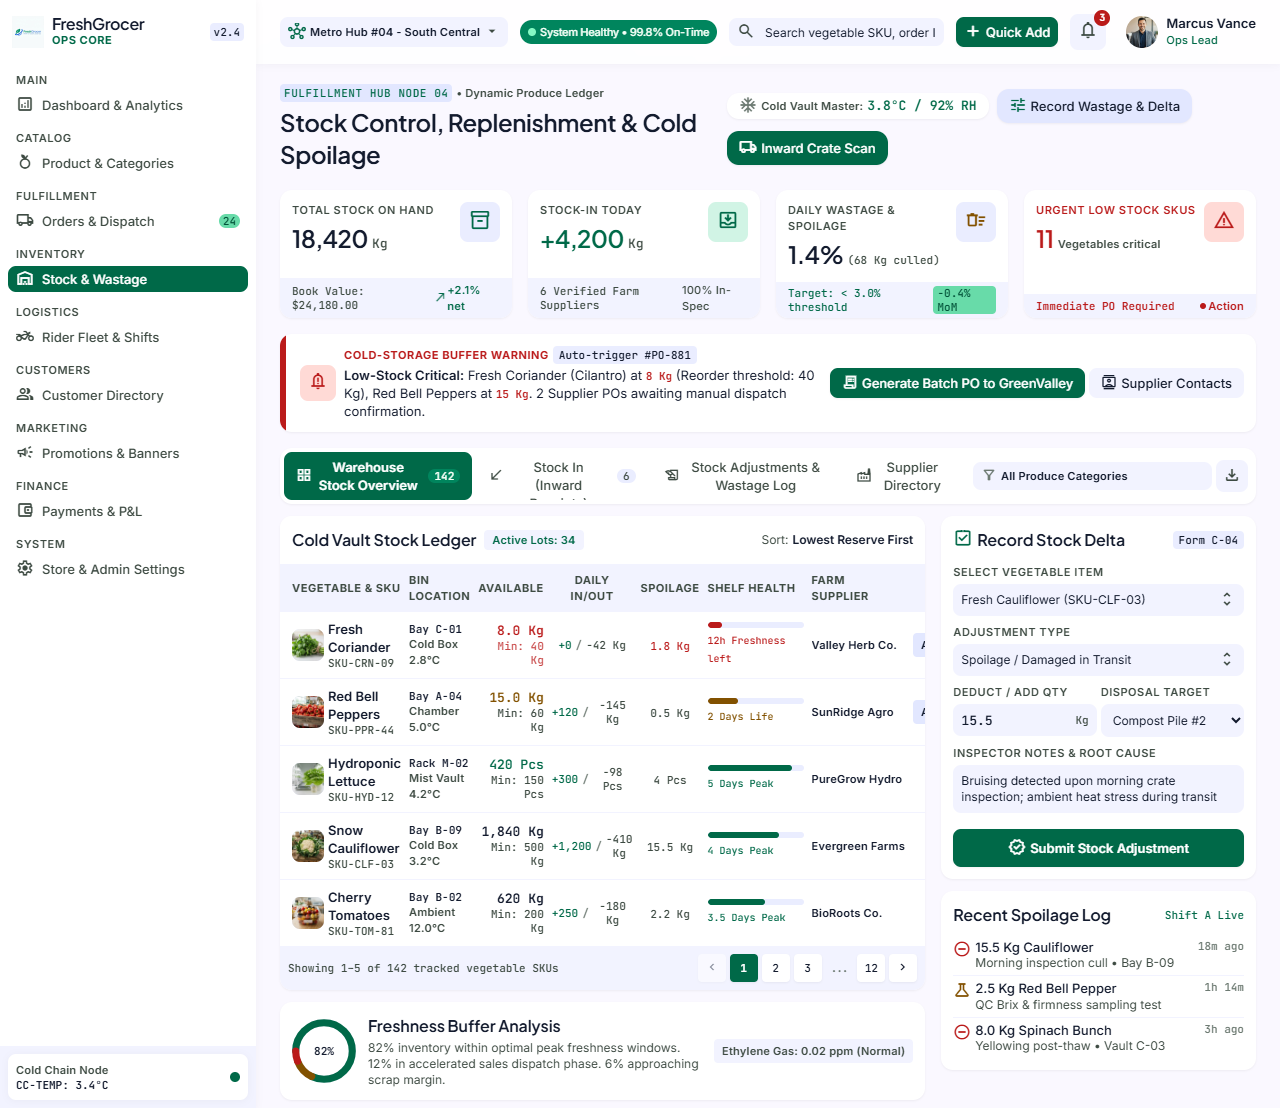 FreshGrocer
OPS CORE
v2.4
MAIN
Dashboard & Analytics
CATALOG
Product & Categories
FULFILLMENT
Orders & Dispatch
24
INVENTORY
Stock & Wastage
LOGISTICS
Rider Fleet & Shifts
CUSTOMERS
Customer Directory
MARKETING
Promotions & Banners
FINANCE
Payments & P&L
SYSTEM
Store & Admin Settings
Cold Chain Node
CC-TEMP: 3.4°C
Metro Hub #04 - South Central
System Healthy • 99.8% On-Time
Search vegetable SKU, order I
Quick Add
3
Marcus Vance
Ops Lead
FULFILLMENT HUB NODE 04 • Dynamic Produce Ledger
Stock Control, Replenishment & Cold
Spoilage
Cold Vault Master: 3.8°C / 92% RH
Record Wastage & Delta
Inward Crate Scan
TOTAL STOCK ON HAND
18,420 Kg
Book Value:
$24,180.00
+2.1%
net
STOCK-IN TODAY
+4,200 Kg
6 Verified Farm
Suppliers
100% In-
Spec
DAILY WASTAGE &
SPOILAGE
1.4% (68 Kg culled)
Target: < 3.0%
threshold
-0.4%
MoM
URGENT LOW STOCK SKUS
11 Vegetables critical
Immediate PO Required
Action
COLD-STORAGE BUFFER WARNING Auto-trigger #PO-881
Low-Stock Critical: Fresh Coriander (Cilantro) at 8 Kg (Reorder threshold: 40
Kg), Red Bell Peppers at 15 Kg. 2 Supplier POs awaiting manual dispatch
confirmation.
Generate Batch PO to GreenValley
Supplier Contacts
Warehouse
Stock Overview
142
Stock In
(Inward
6
Stock Adjustments &
Wastage Log
Supplier
Directory
All Produce Categories
Cold Vault Stock Ledger
Active Lots: 34
Sort: Lowest Reserve First
VEGETABLE & SKU
BIN
LOCATION
AVAILABLE
DAILY
IN/OUT
SPOILAGE
SHELF HEALTH
FARM
SUPPLIER
Fresh
Coriander
SKU-CRN-09
Bay C-01
Cold Box
2.8°C
8.0 Kg
Min: 40
Kg
+0 / -42 Kg
1.8 Kg
12h Freshness
left
Valley Herb Co.
Red Bell
Peppers
SKU-PPR-44
Bay A-04
Chamber
5.0°C
15.0 Kg
Min: 60
Kg
+120 / -145
Kg
0.5 Kg
2 Days Life
SunRidge Agro
Hydroponic
Lettuce
SKU-HYD-12
Rack M-02
Mist Vault
4.2°C
420 Pcs
Min: 150
Pcs
+300 / -98
Pcs
4 Pcs
5 Days Peak
PureGrow Hydro
Snow
Cauliflower
SKU-CLF-03
Bay B-09
Cold Box
3.2°C
1,840 Kg
Min: 500
Kg
+1,200 / -410
Kg
15.5 Kg
4 Days Peak
Evergreen Farms
Cherry
Tomatoes
SKU-TOM-81
Bay B-02
Ambient
12.0°C
620 Kg
Min: 200
Kg
+250 / -180
Kg
2.2 Kg
3.5 Days Peak
BioRoots Co.
Showing 1-5 of 142 tracked vegetable SKUs
1
2
3
...
12
82%
Freshness Buffer Analysis
82% inventory within optimal peak freshness windows.
12% in accelerated sales dispatch phase. 6% approaching
scrap margin.
Ethylene Gas: 0.02 ppm (Normal)
Record Stock Delta
Form C-04
SELECT VEGETABLE ITEM
Fresh Cauliflower (SKU-CLF-03)
ADJUSTMENT TYPE
Spoilage / Damaged in Transit
DEDUCT / ADD QTY
DISPOSAL TARGET
15.5 Kg
Compost Pile #2
INSPECTOR NOTES & ROOT CAUSE
Bruising detected upon morning crate
inspection; ambient heat stress during transit
Submit Stock Adjustment
Recent Spoilage Log
Shift A Live
15.5 Kg Cauliflower
18m ago
Morning inspection cull • Bay B-09
2.5 Kg Red Bell Pepper
1h 14m
QC Brix & firmness sampling test
8.0 Kg Spinach Bunch
3h ago
Yellowing post-thaw • Vault C-03